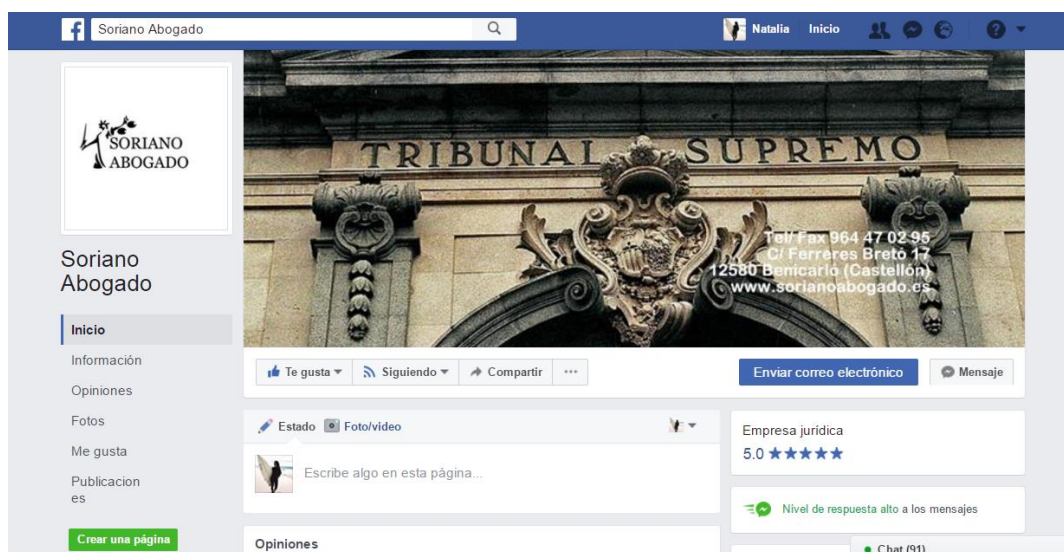 Soriano Abogado
Natalia Inicio
SORIANO
ABOGADO
TRIBUNAL SUPREMO
Tel/ Fax 964 47 02 95
C/ Ferreres Bretó 17
12580 Benicarló (Castellón)
www.sorianoabogado.es
Soriano
Abogado
Inicio
Información
Opiniones
Fotos
Me gusta
Publicacion
es
Crear una página
Te gusta Siguiendo Compartir ...
Enviar correo electrónico Mensaje
Estado Foto/video
Escribe algo en esta página...
Opiniones
Empresa jurídica
5.0 ★★★★★
Nivel de respuesta alto a los mensajes
Chat (91)